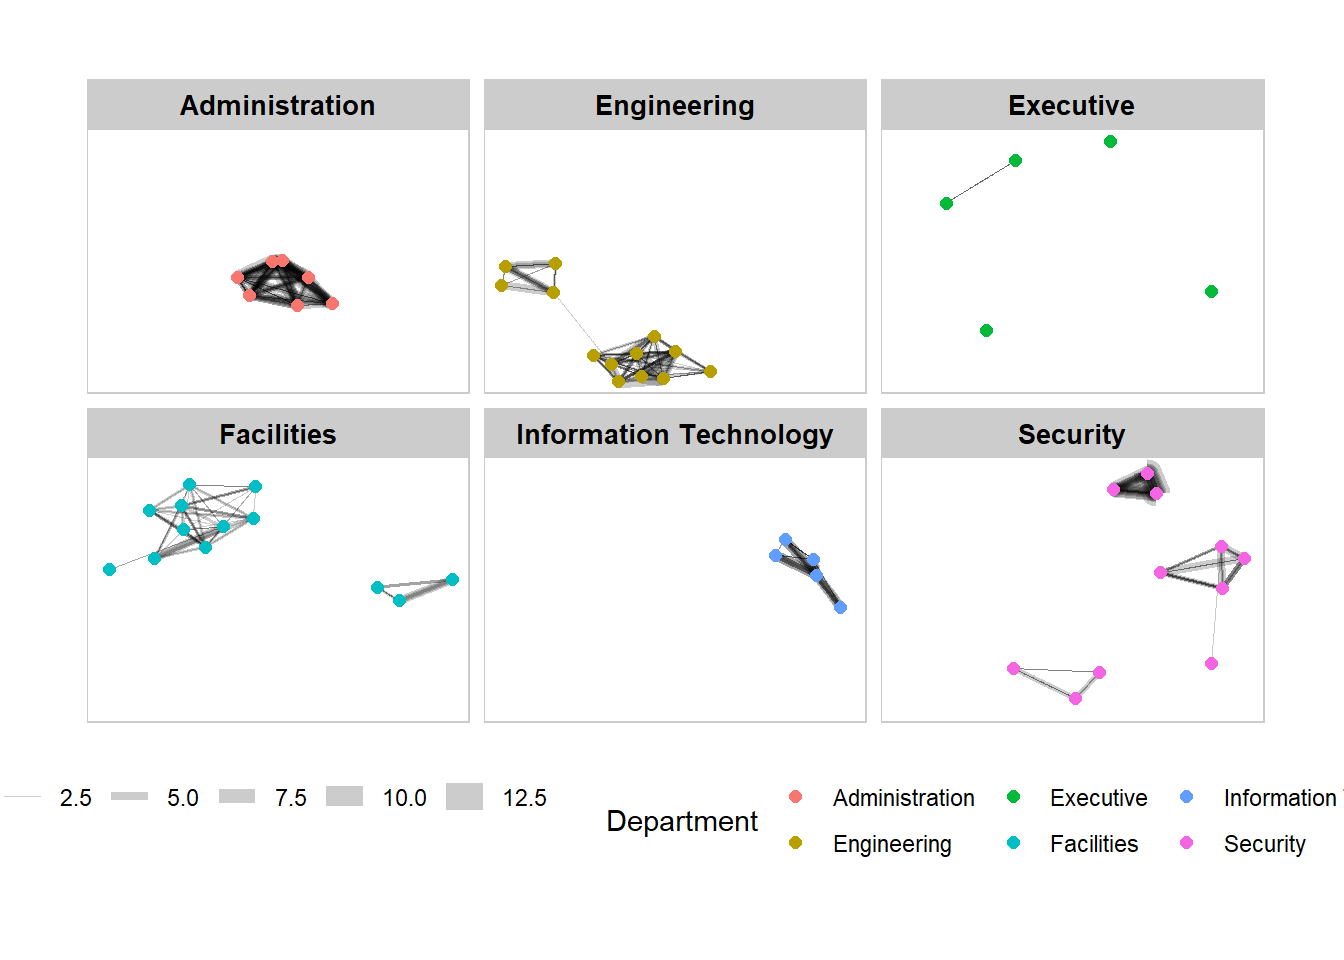 Administration
Engineering
Executive
Facilities
Information Technology
Security
2.5
5.0
7.5
10.0
12.5
Department
Administration
Executive
Information
Engineering
Facilities
Security